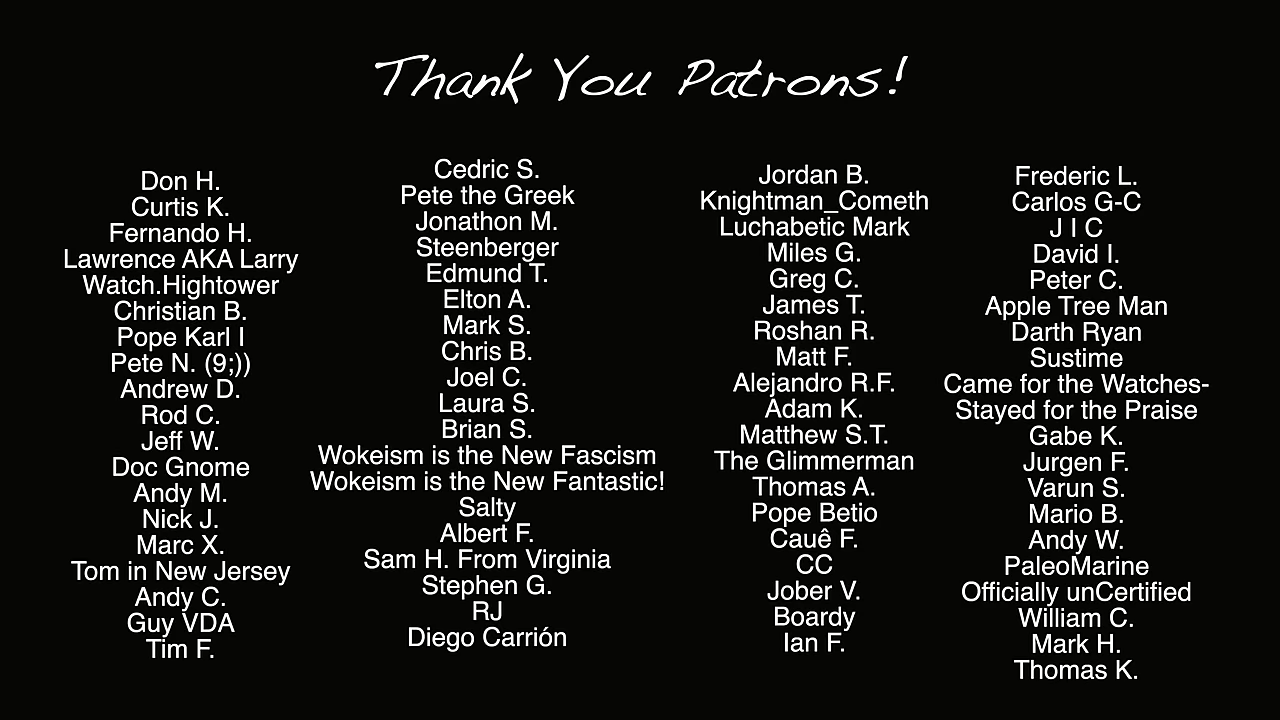 Thank You Patrons!
Don H.
Curtis K.
Fernando H.
Lawrence AKA Larry
Watch.Hightower
Christian B.
Pope Karl I
Pete N. (9;))
Andrew D.
Rod C.
Jeff W.
Doc Gnome
Andy M.
Nick J.
Marc X.
Tom in New Jersey
Andy C.
Guy VDA
Tim F.
Cedric S.
Pete the Greek
Jonathon M.
Steenberger
Edmund T.
Elton A.
Mark S.
Chris B.
Joel C.
Laura S.
Brian S.
Wokeism is the New Fascism
Wokeism is the New Fantastic!
Salty
Albert F.
Sam H. From Virginia
Stephen G.
RJ
Diego Carrión
Jordan B.
Knightman_Cometh
Luchabetic Mark
Miles G.
Greg C.
James T.
Roshan R.
Matt F.
Alejandro R.F.
Adam K.
Matthew S.T.
The Glimmerman
Thomas A.
Pope Betio
Cauê F.
CC
Jober V.
Boardy
Ian F.
Frederic L.
Carlos G-C
J I C
David I.
Peter C.
Apple Tree Man
Darth Ryan
Sustime
Came for the Watches-
Stayed for the Praise
Gabe K.
Jurgen F.
Varun S.
Mario B.
Andy W.
PaleoMarine
Officially unCertified
William C.
Mark H.
Thomas K.